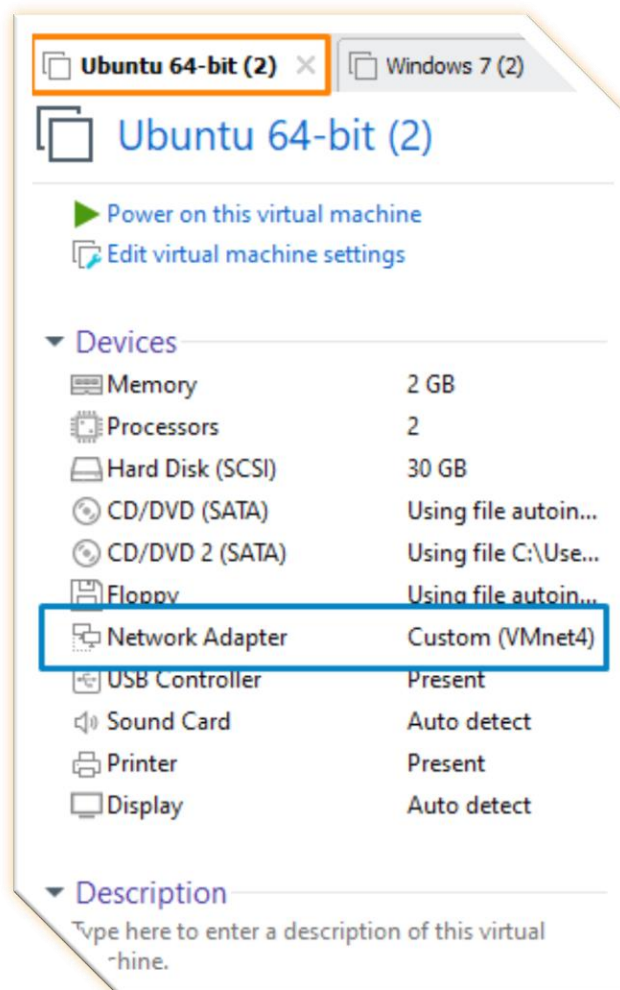 Ubuntu 64-bit (2) Windows 7 (2)
Ubuntu 64-bit (2)
Power on this virtual machine
Edit virtual machine settings
Devices
Memory 2 GB
Processors 2
Hard Disk (SCSI) 30 GB
CD/DVD (SATA) Using file autoin...
CD/DVD 2 (SATA) Using file C:\Use...
Floppy Using file autoin...
Network Adapter Custom (VMnet4)
USB Controller Present
Sound Card Auto detect
Printer Present
Display Auto detect
Description
Type here to enter a description of this virtual
hine.